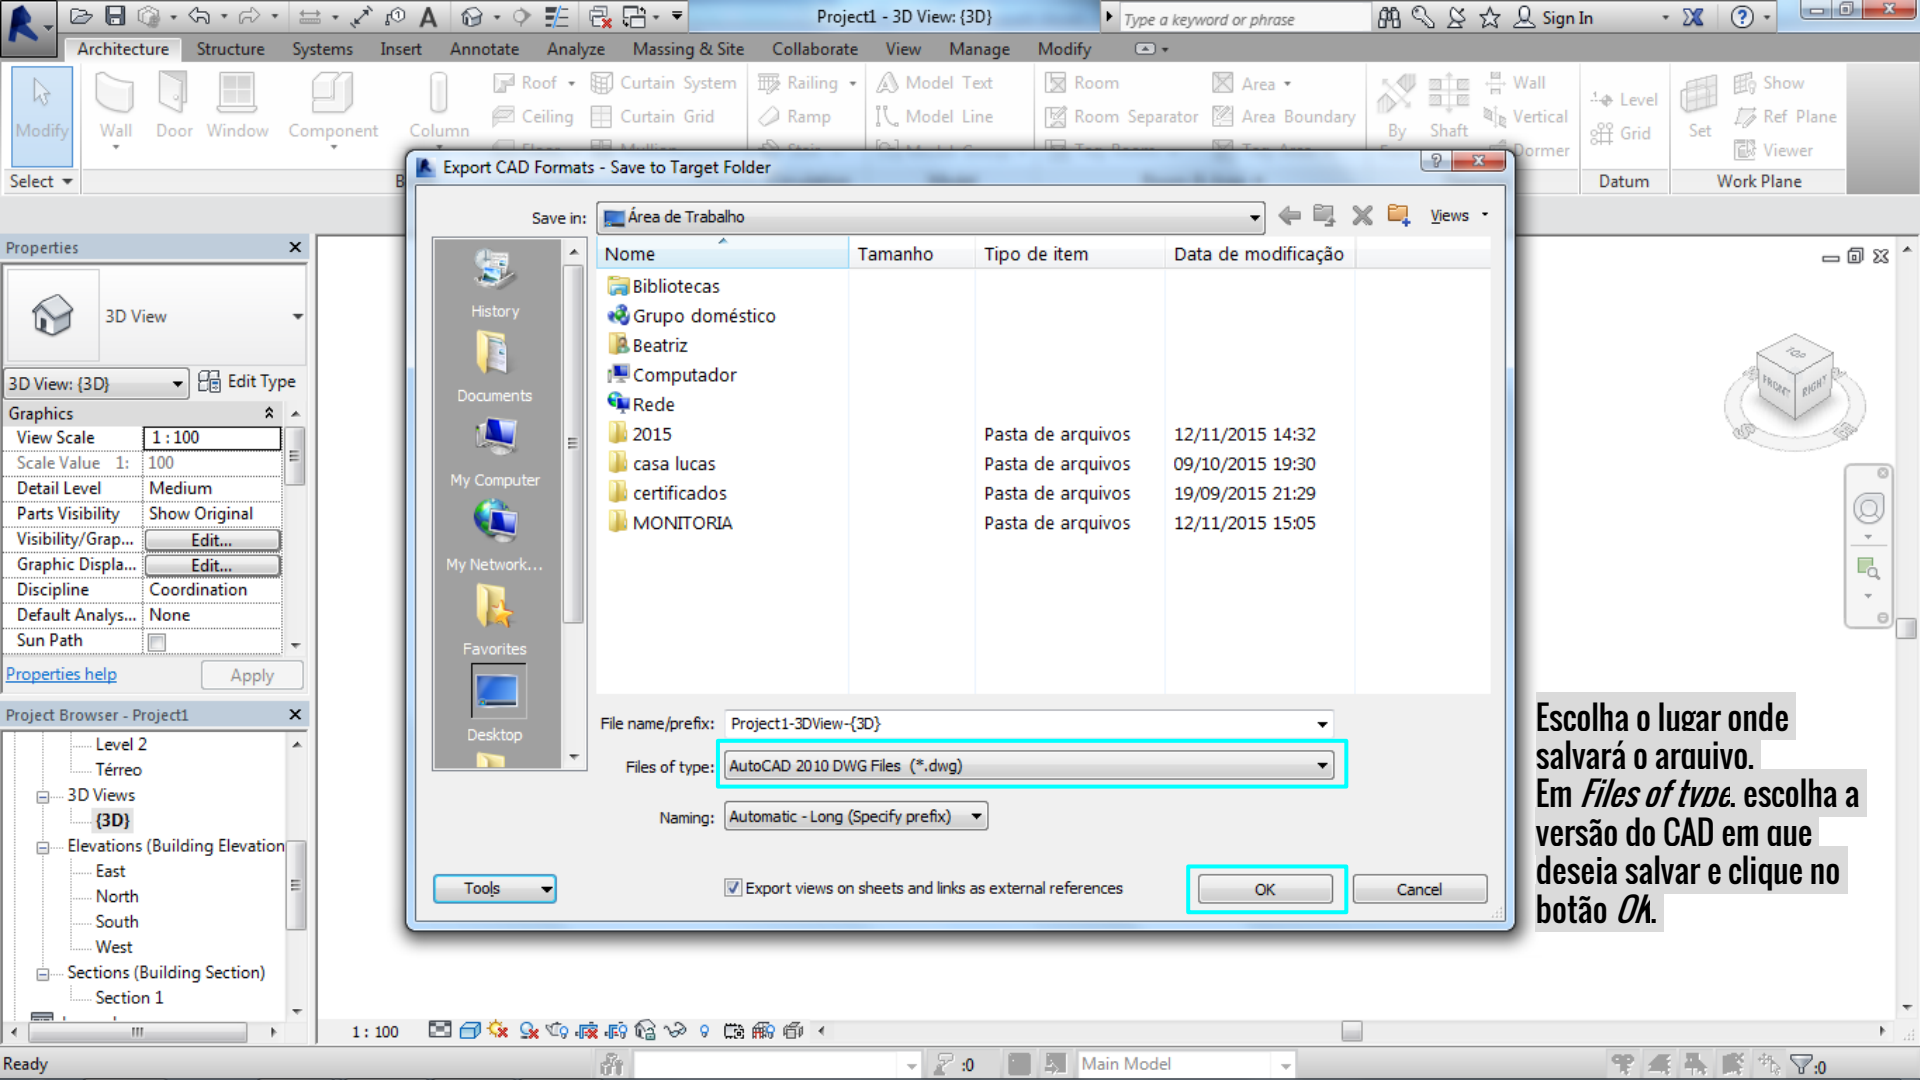 Project1 - 3D View: {3D}
Type a keyword or phrase
Sign In
Architecture Structure Systems Insert Annotate Analyze Massing & Site Collaborate View Manage Modify
Roof Curtain System Railing Model Text Room Area Wall Show
Ceiling Curtain Grid Ramp Model Line Room Separator Area Boundary Vertical Level Ref Plane
Modify Wall Door Window Component Column By Shaft Grid Set
Dormer Viewer
Select Datum Work Plane
Export CAD Formats - Save to Target Folder
Save in: Área de Trabalho Views
Nome Tamanho Tipo de item Data de modificação
Bibliotecas
Grupo doméstico
Beatriz
Computador
Rede
2015 Pasta de arquivos 12/11/2015 14:32
casa lucas Pasta de arquivos 09/10/2015 19:30
certificados Pasta de arquivos 19/09/2015 21:29
MONITORIA Pasta de arquivos 12/11/2015 15:05
History
Documents
My Computer
My Network...
Favorites
Desktop
File name/prefix: Project1-3DView-{3D}
Files of type: AutoCAD 2010 DWG Files (*.dwg)
Naming: Automatic - Long (Specify prefix)
Tools
Export views on sheets and links as external references
OK
Cancel
Properties
3D View
3D View: {3D} Edit Type
Graphics
View Scale 1 : 100
Scale Value 1: 100
Detail Level Medium
Parts Visibility Show Original
Visibility/Grap... Edit...
Graphic Displa... Edit...
Discipline Coordination
Default Analys... None
Sun Path
Properties help Apply
Project Browser - Project1
Level 2
Térreo
3D Views
{3D}
Elevations (Building Elevation
East
North
South
West
Sections (Building Section)
Section 1
TOP
FRONT RIGHT
Escolha o lugar onde
salvará o arquivo.
Em Files of type, escolha a
versão do CAD em que
deseja salvar e clique no
botão Ok.
1 : 100
Ready
:0
Main Model
:0